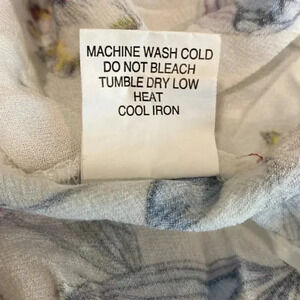 MACHINE WASH COLD
DO NOT BLEACH
TUMBLE DRY LOW
HEAT
COOL IRON